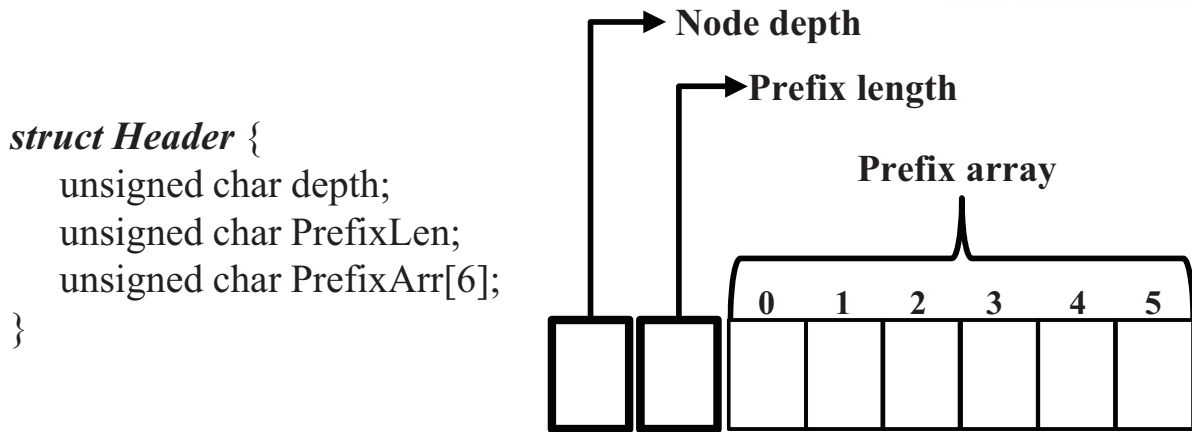 struct Header {
unsigned char depth;
unsigned char PrefixLen;
unsigned char PrefixArr[6];
}
Node depth
Prefix length
Prefix array
0 1 2 3 4 5